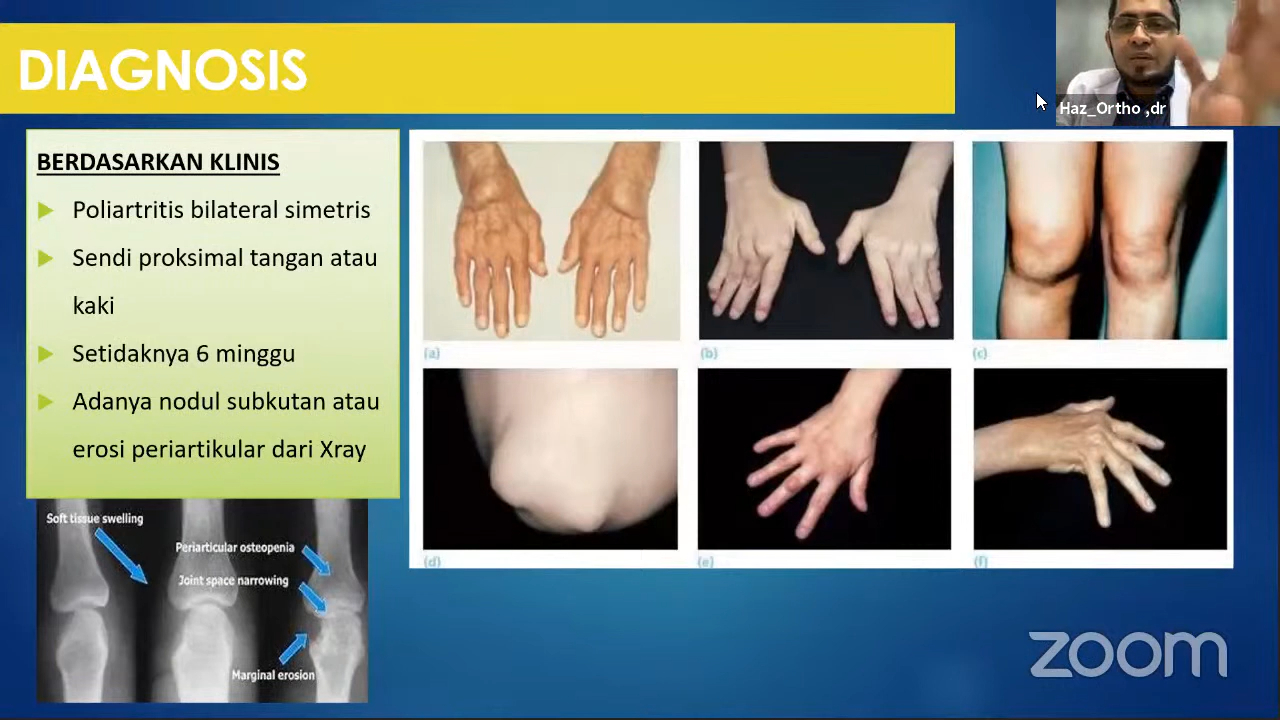 DIAGNOSIS
Haz_Ortho ,dr
BERDASARKAN KLINIS
Poliartritis bilateral simetris
Sendi proksimal tangan atau
kaki
Setidaknya 6 minggu
Adanya nodul subkutan atau
erosi periartikular dari Xray
(a)
(b)
(c)
(d)
(e)
(f)
Soft tissue swelling
Periarticular osteopenia
Joint space narrowing
Marginal erosion
zoom